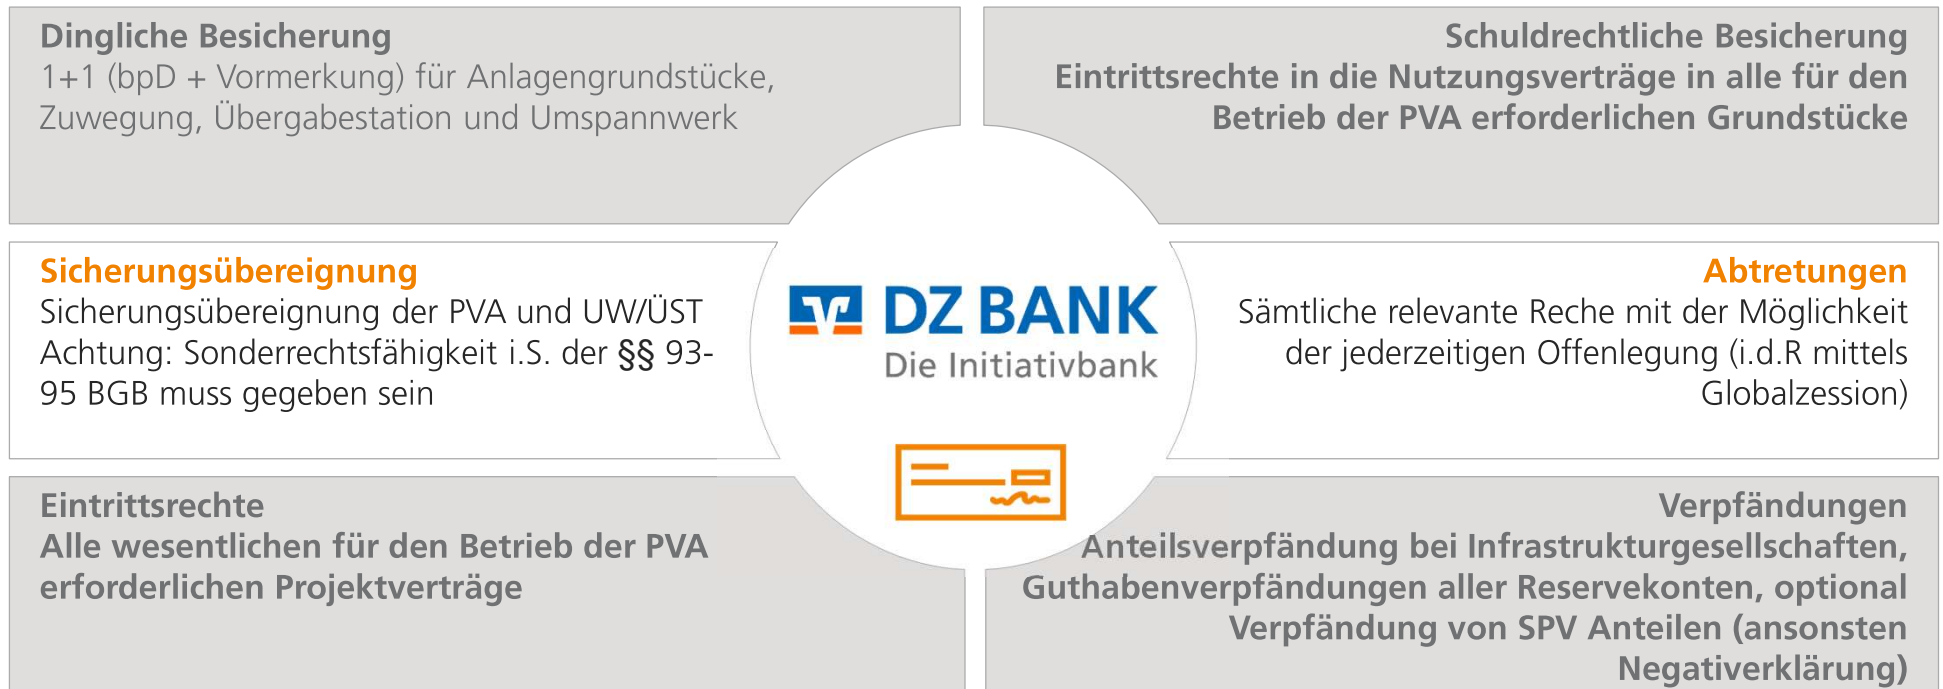 Dingliche Besicherung
1+1 (bpD + Vormerkung) für Anlagengrundstücke,
Zuwegung, Übergabestation und Umspannwerk
Schuldrechtliche Besicherung
Eintrittsrechte in die Nutzungsverträge in alle für den
Betrieb der PVA erforderlichen Grundstücke
Sicherungsübereignung
Sicherungsübereignung der PVA und UW/ÜST
Achtung: Sonderrechtsfähigkeit i.S. der §§ 93-
95 BGB muss gegeben sein
DZ BANK
Die Initiativbank
Abtretungen
Sämtliche relevante Reche mit der Möglichkeit
der jederzeitigen Offenlegung (i.d.R mittels
Globalzession)
Eintrittsrechte
Alle wesentlichen für den Betrieb der PVA
erforderlichen Projektverträge
Verpfändungen
Anteilsverpfändung bei Infrastrukturgesellschaften,
Guthabenverpfändungen aller Reservekonten, optional
Verpfändung von SPV Anteilen (ansonsten
Negativerklärung)